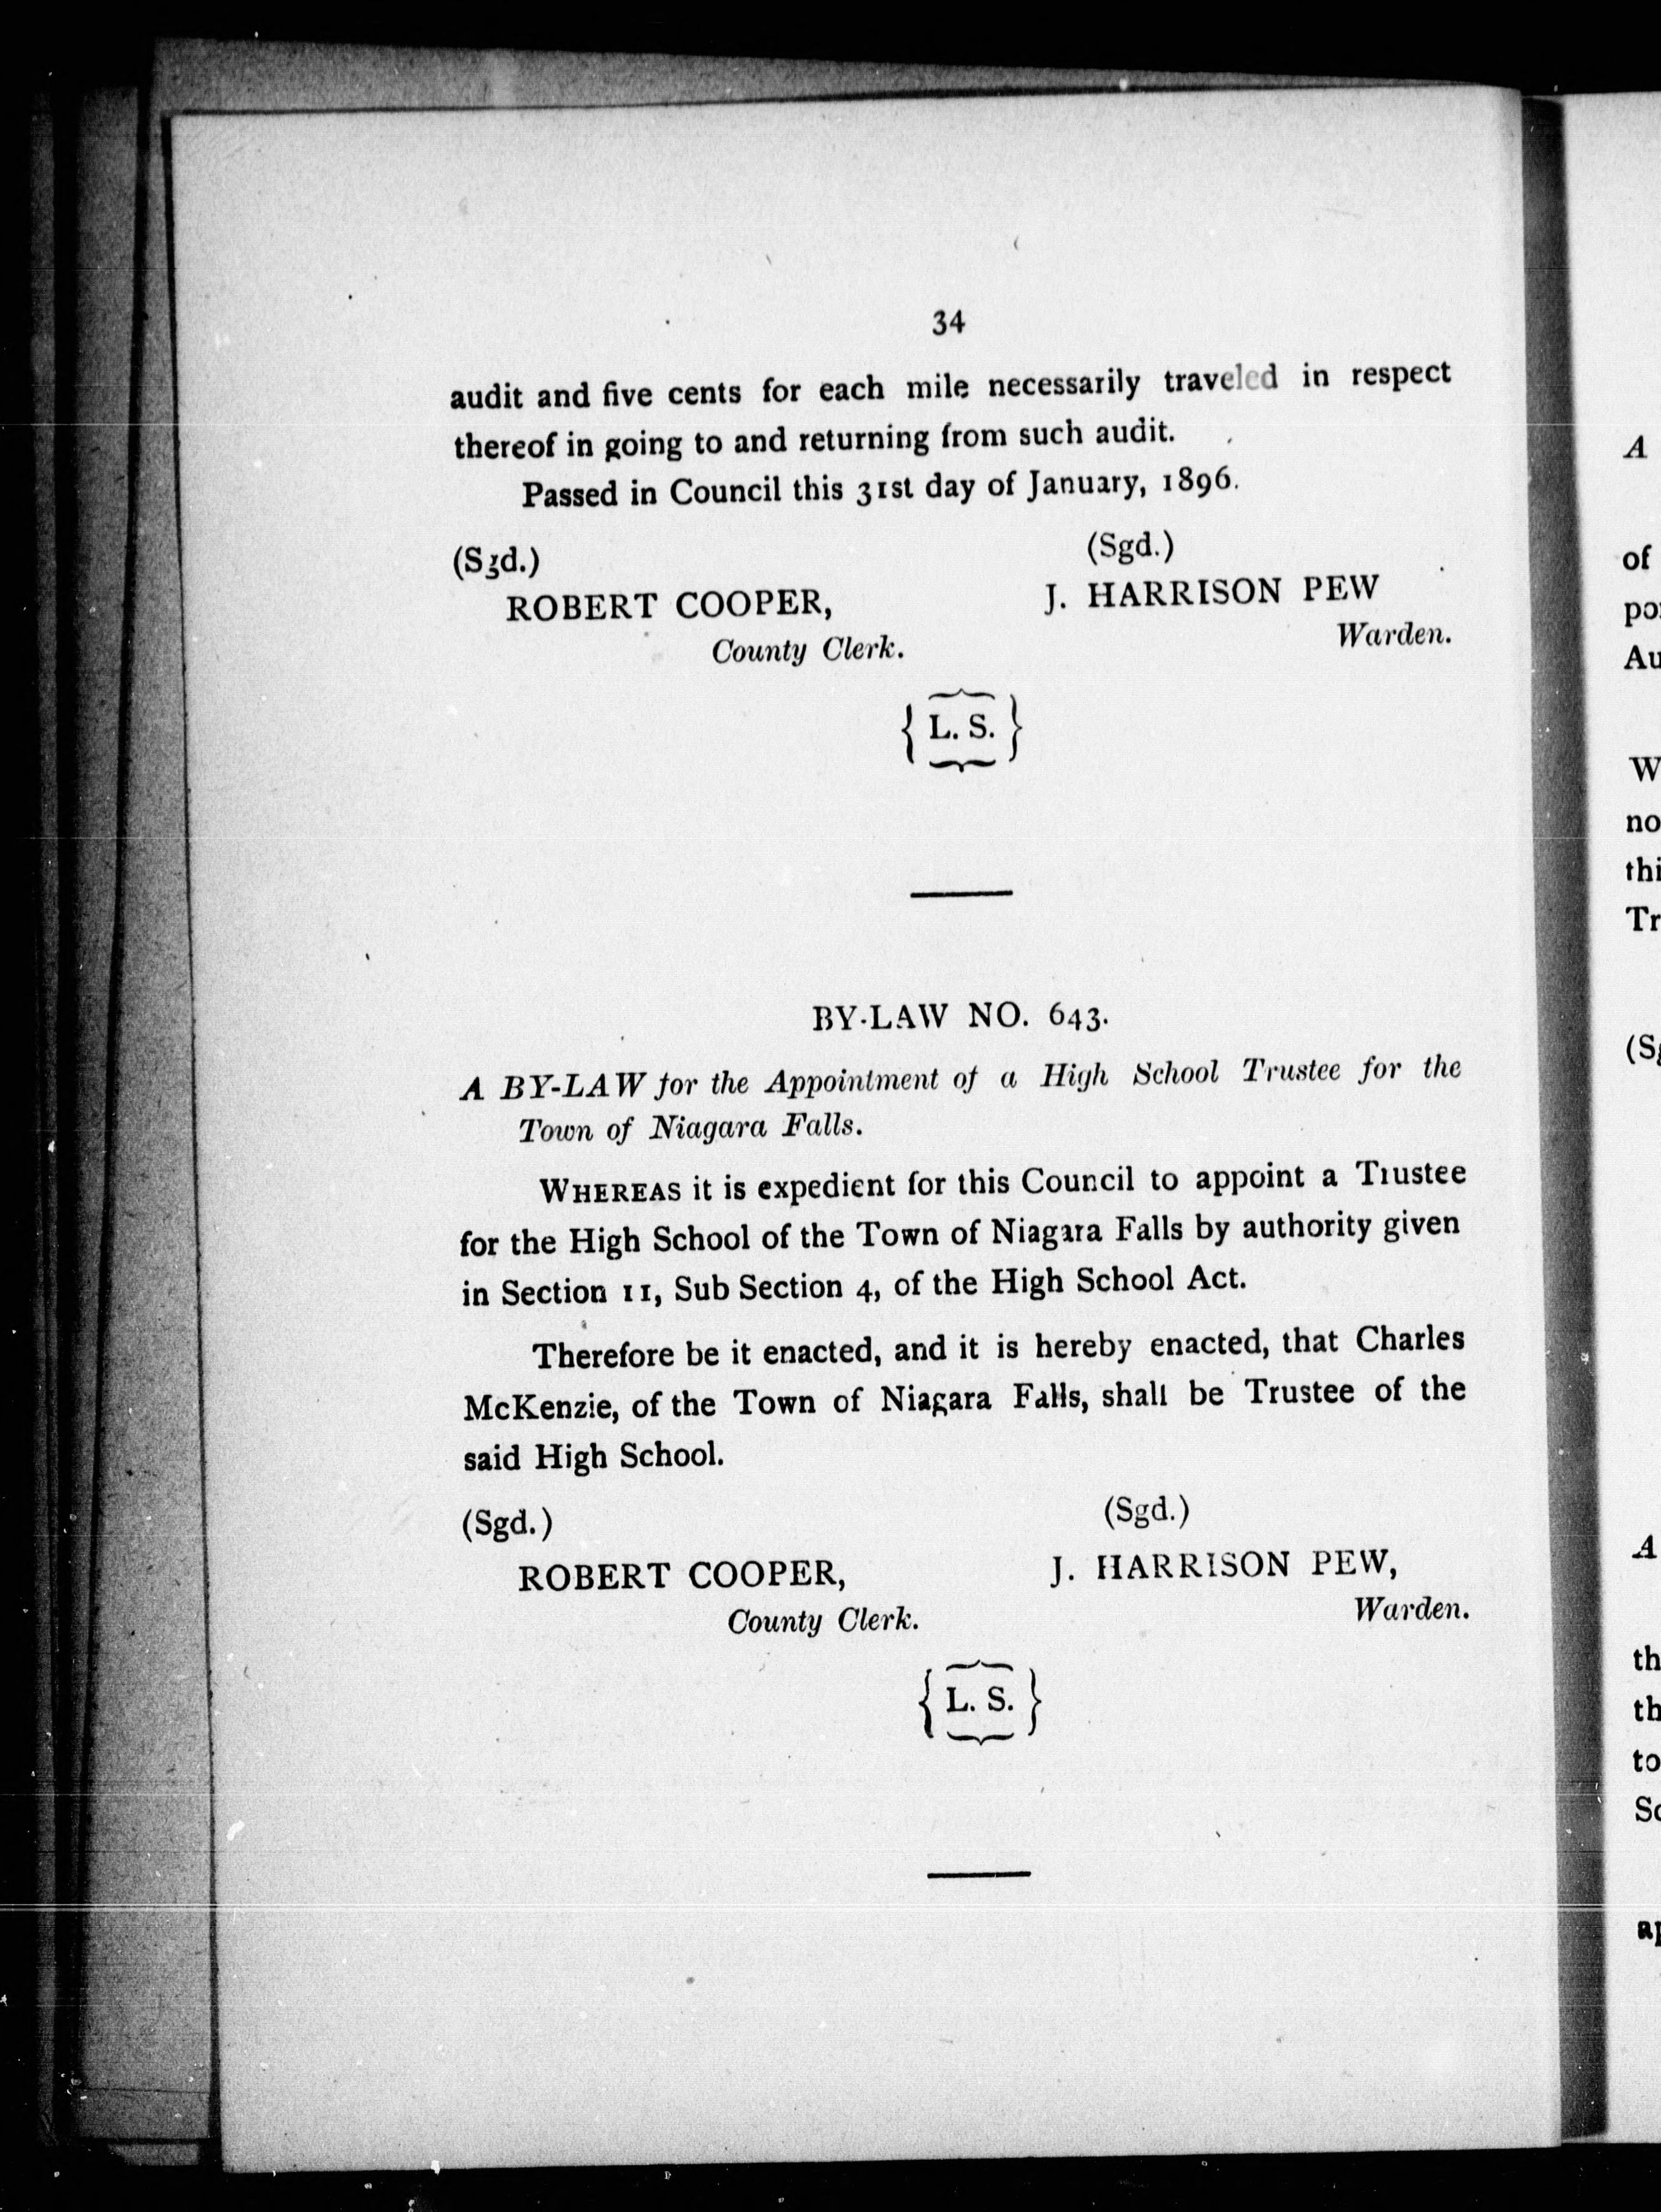 34
audit and five cents for each mile necessarily traveled in respect
thereof in going to and returning from such audit.
Passed in Council this 31st day of January, 1896.
(Sgd.) (Sgd.)
ROBERT COOPER, J. HARRISON PEW
County Clerk. Warden.
{ L. S. }
BY-LAW NO. 643.
A BY-LAW for the Appointment of a High School Trustee for the
Town of Niagara Falls.
WHEREAS it is expedient for this Council to appoint a Trustee
for the High School of the Town of Niagara Falls by authority given
in Section 11, Sub Section 4, of the High School Act.
Therefore be it enacted, and it is hereby enacted, that Charles
McKenzie, of the Town of Niagara Falls, shall be Trustee of the
said High School.
(Sgd.) (Sgd.)
ROBERT COOPER, J. HARRISON PEW,
County Clerk. Warden.
{ L. S. }
A
of
W
no
A
to